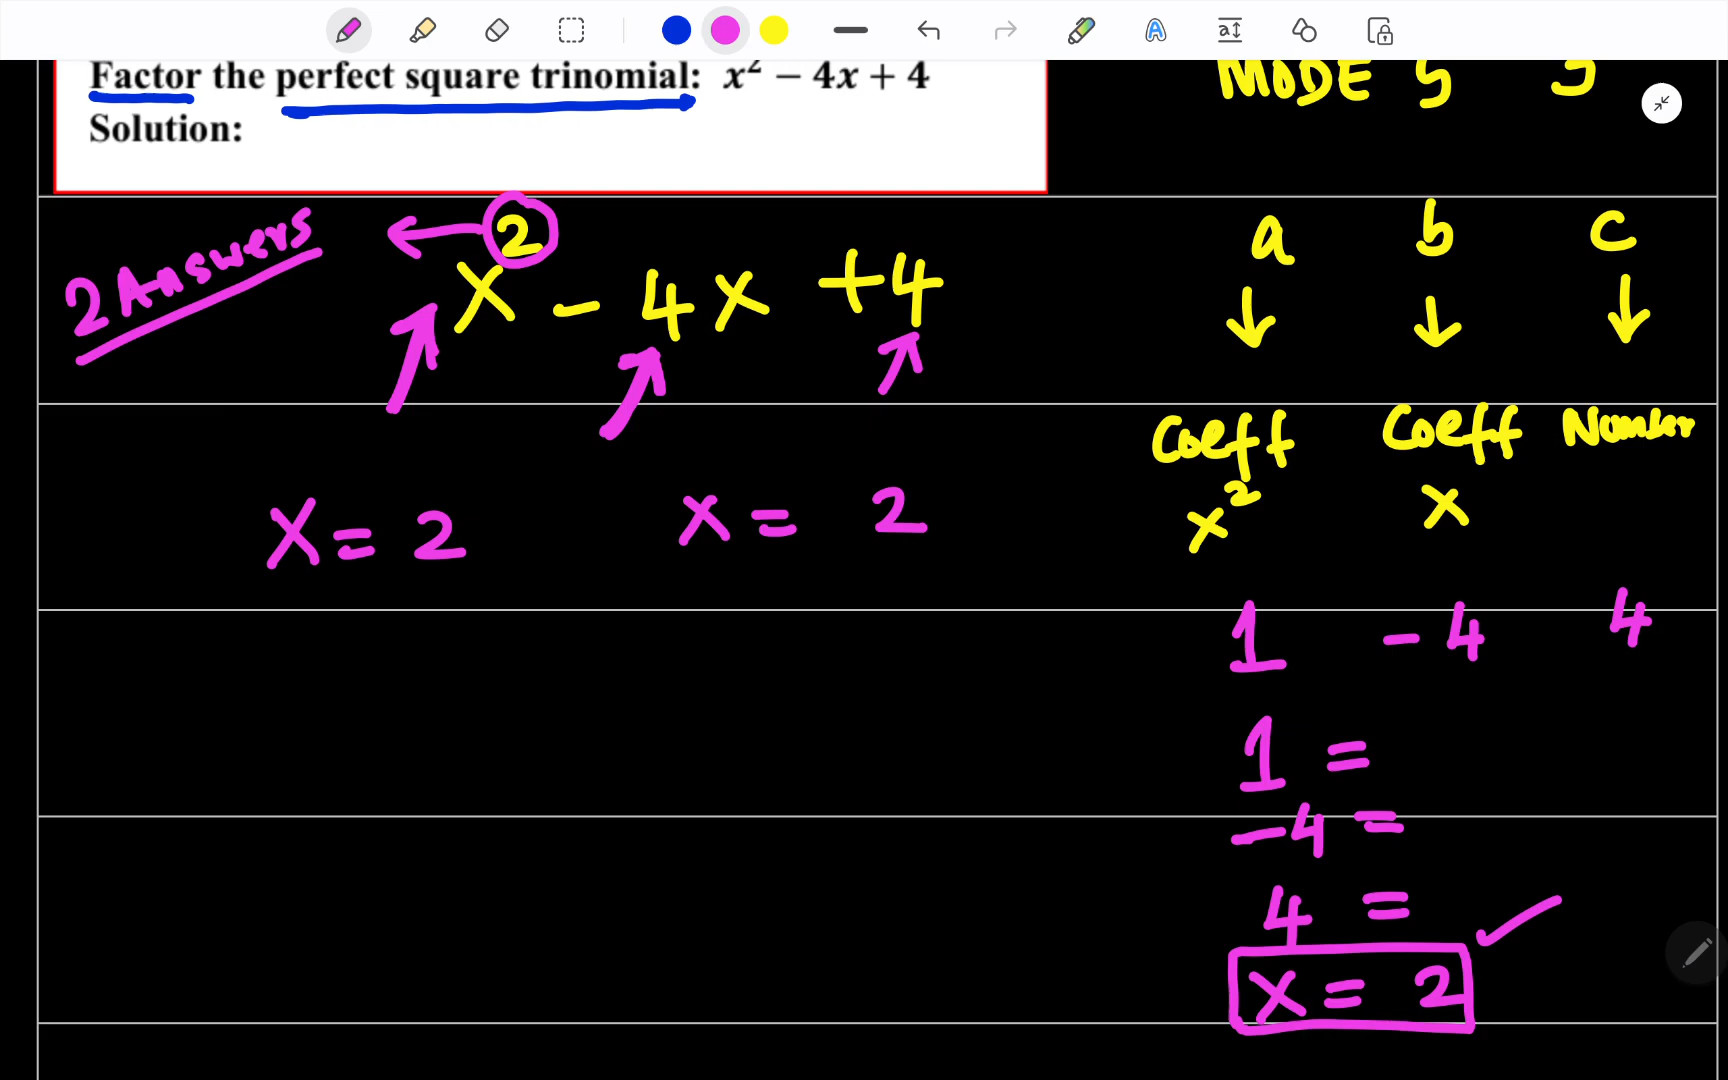 Factor the perfect square trinomial: x² − 4x + 4
Solution:
MODE 5 3
2 Answers
x² - 4x +4
a b c
Coeff Coeff Number
x² x
x = 2 x = 2
1 -4 4
1 =
-4 =
4 =
x = 2